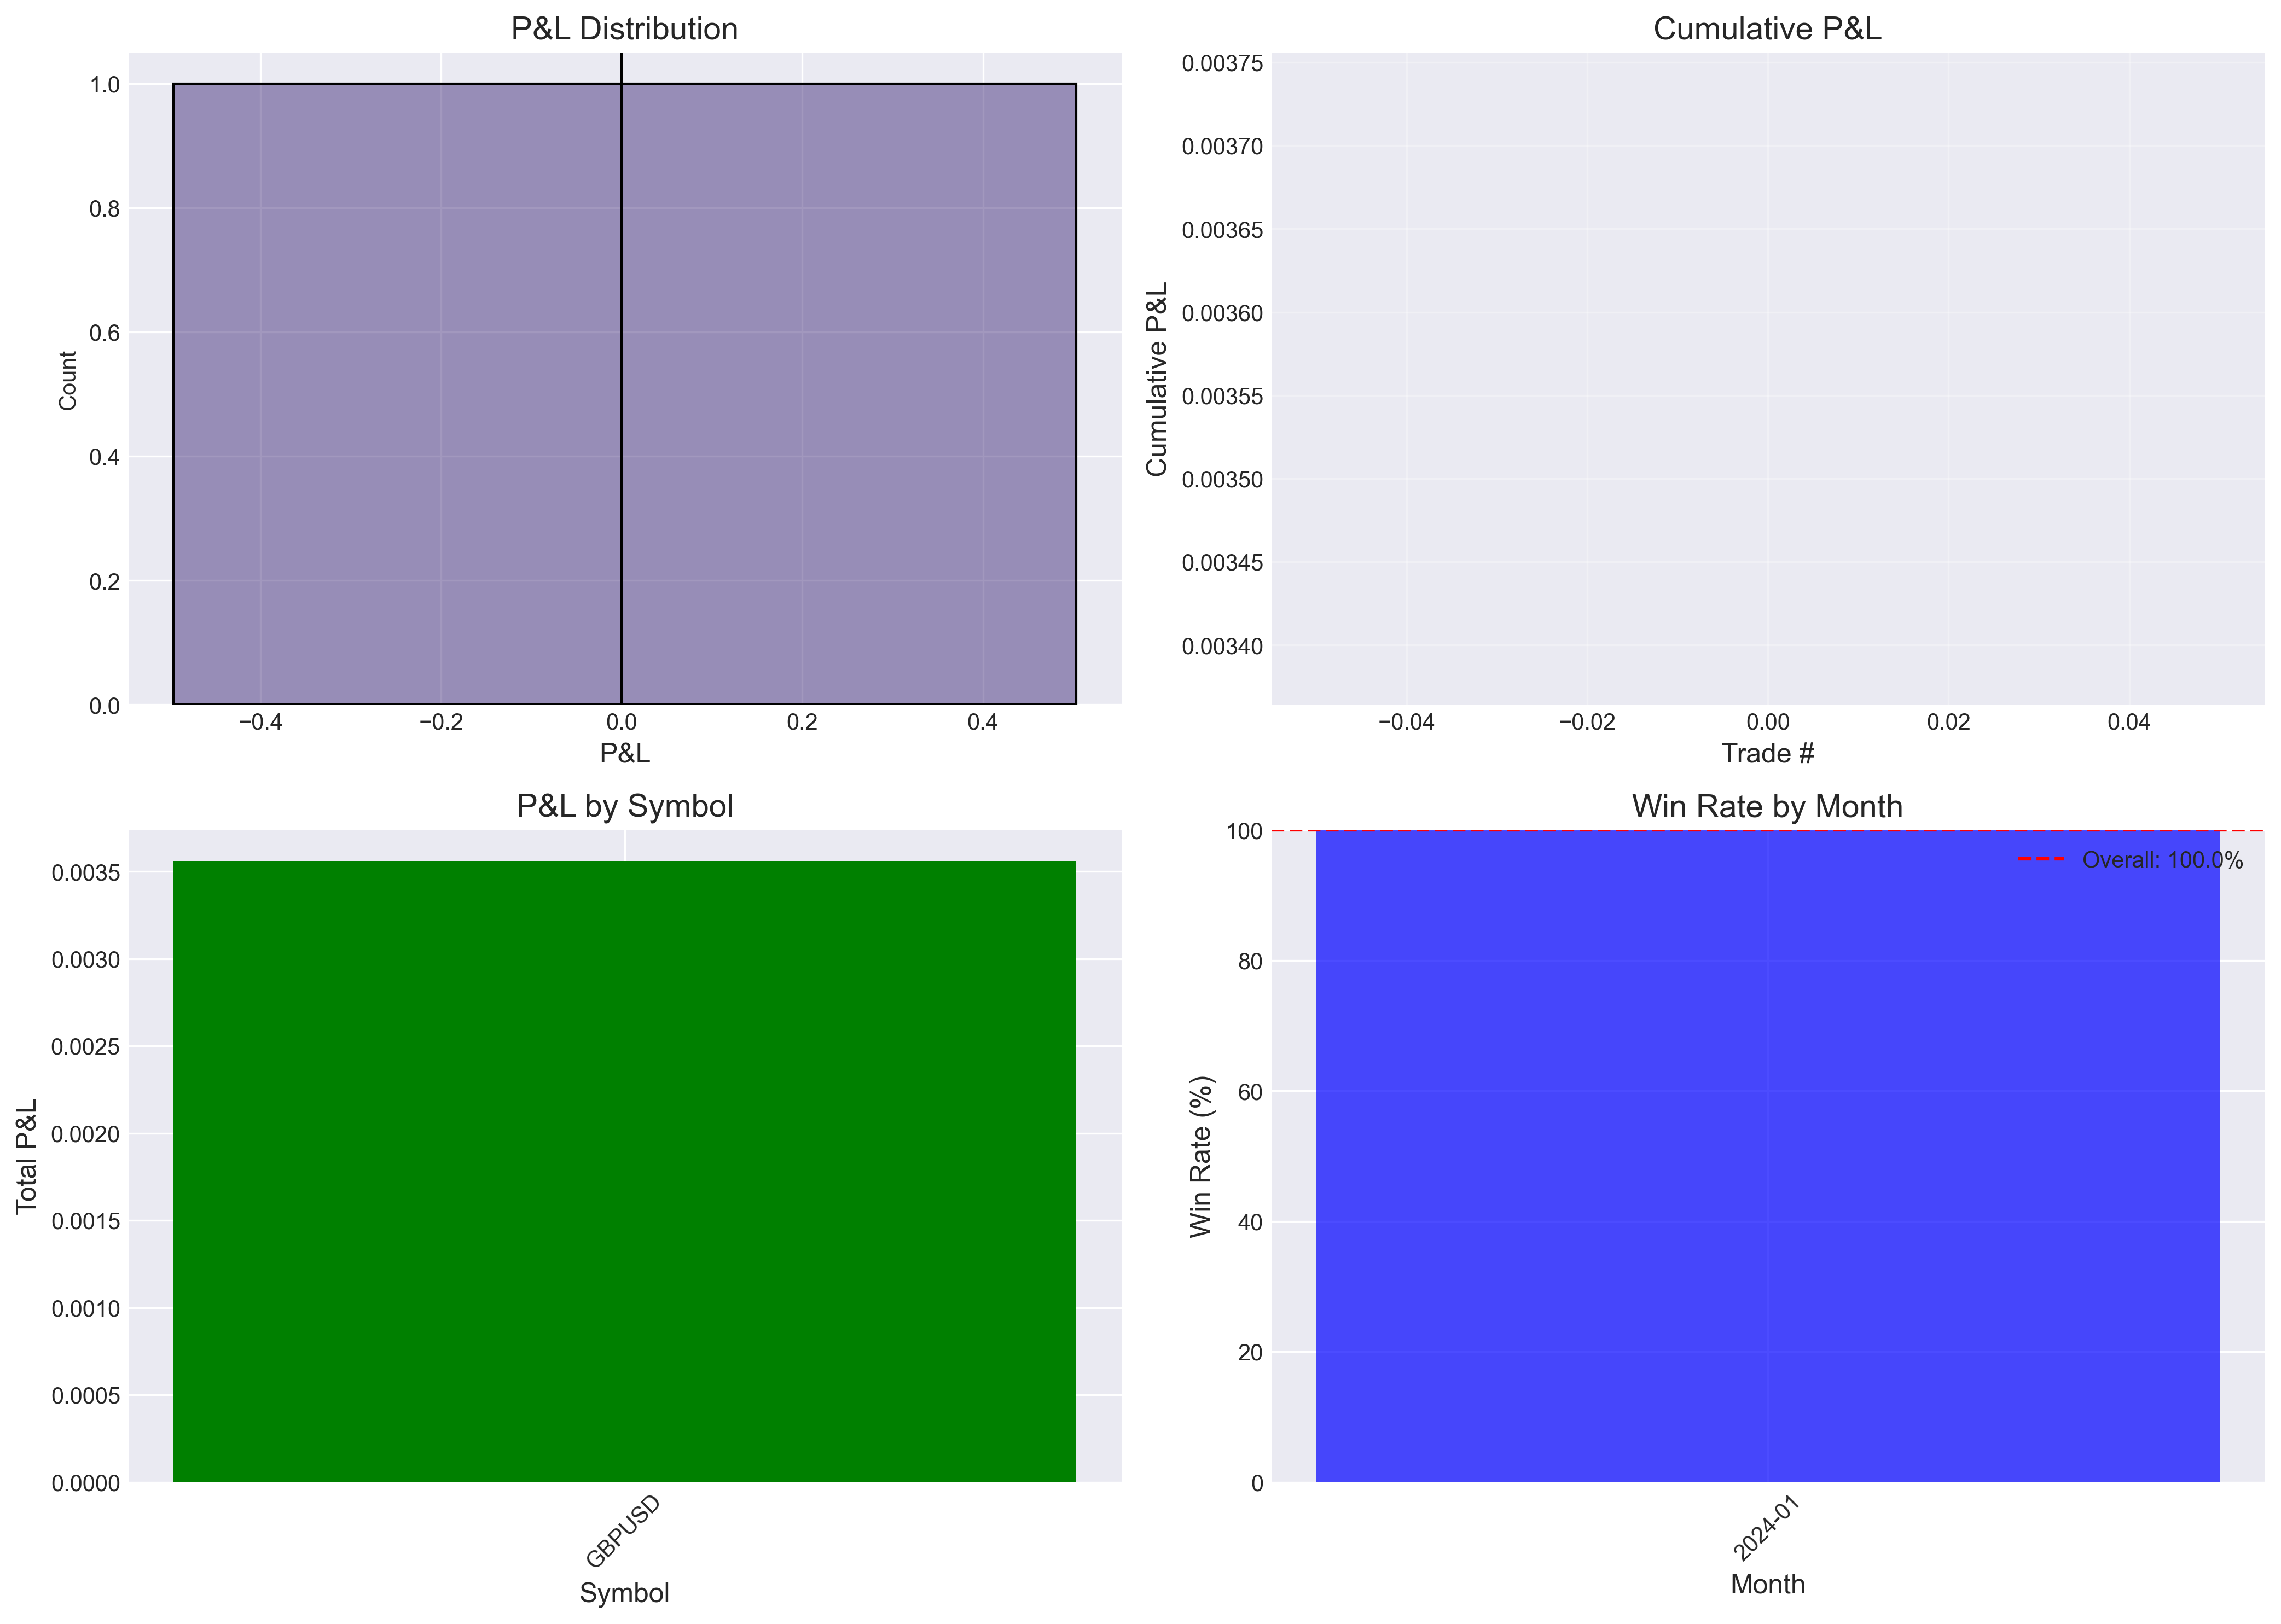 P&L Distribution
1.0
0.8
0.6
0.4
0.2
0.0
Count
−0.4 −0.2 0.0 0.2 0.4
P&L
Cumulative P&L
0.00375
0.00370
0.00365
0.00360
0.00355
0.00350
0.00345
0.00340
Cumulative P&L
−0.04 −0.02 0.00 0.02 0.04
Trade #
P&L by Symbol
0.0035
0.0030
0.0025
0.0020
0.0015
0.0010
0.0005
0.0000
Total P&L
GBPUSD
Symbol
Win Rate by Month
100
80
60
40
20
0
Win Rate (%)
Overall: 100.0%
2024-01
Month